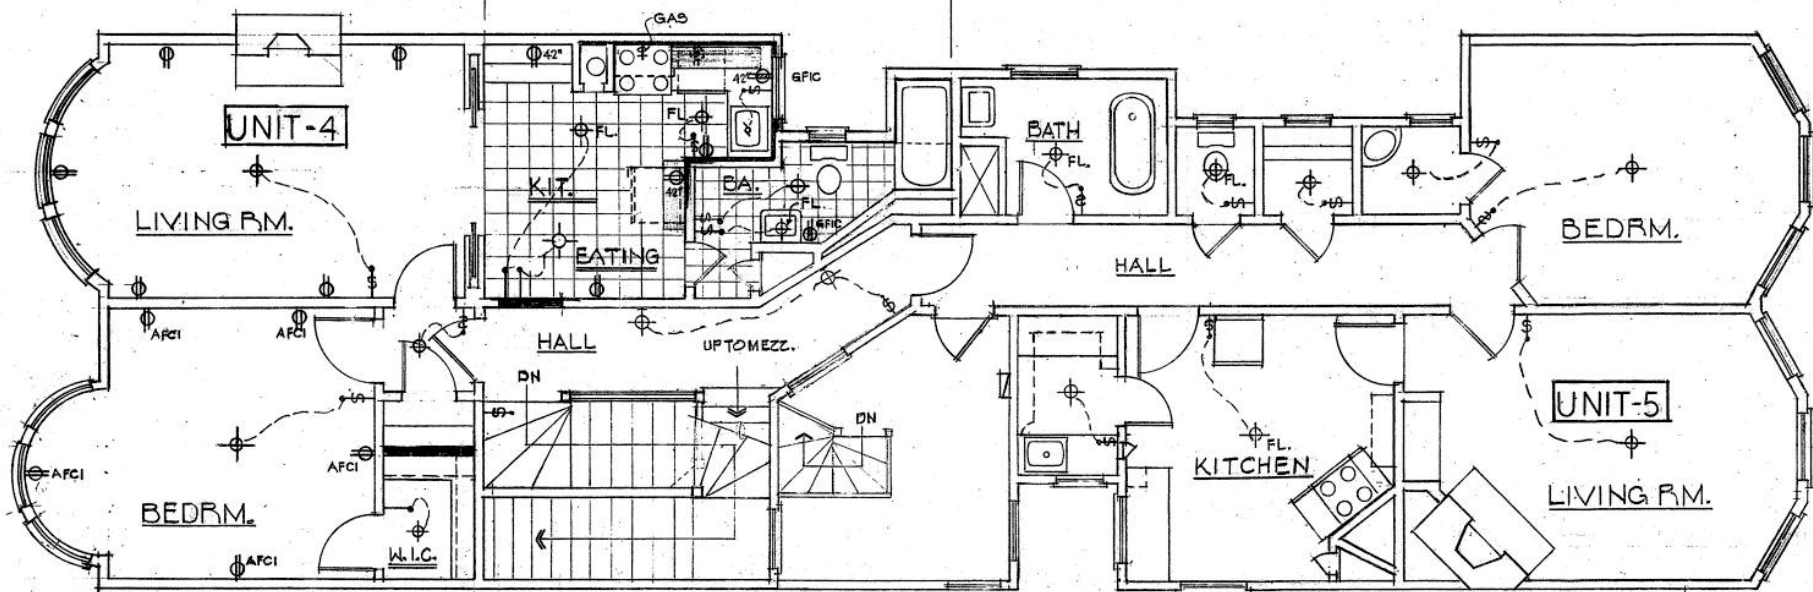 GAS
42"
42"
GFIC
UNIT-4
FL.
FL.
BATH
FL.
KIT.
42"
BA.
FL.
FL.
LIVING RM.
GFIC
BEDRM.
EATING
HALL
AFCI
AFCI
HALL
UP TO MEZZ.
DN
DN
UNIT-5
FL.
KITCHEN
AFCI
AFCI
LIVING RM.
BEDRM.
W.I.C.
AFCI